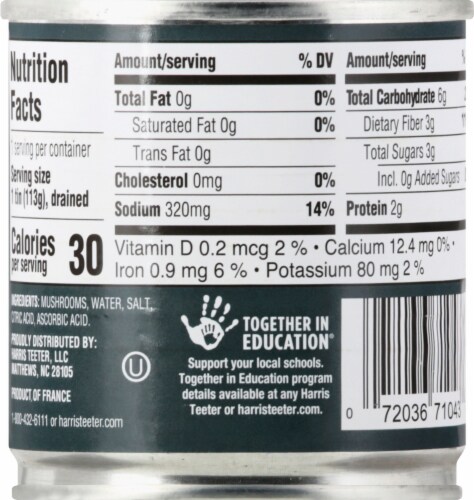 Nutrition
Facts
serving per container
Serving size
1 tin (113g), drained
Calories
per serving
30
Amount/serving % DV
Total Fat 0g 0%
Saturated Fat 0g 0%
Trans Fat 0g
Cholesterol 0mg 0%
Sodium 320mg 14%
Amount/serving %
Total Carbohydrate 6g
Dietary Fiber 3g
Total Sugars 3g
Incl. 0g Added Sugars
Protein 2g
Vitamin D 0.2 mcg 2 % • Calcium 12.4 mg 0% •
Iron 0.9 mg 6 % • Potassium 80 mg 2 %
INGREDIENTS: MUSHROOMS, WATER, SALT,
CITRIC ACID, ASCORBIC ACID.
PROUDLY DISTRIBUTED BY:
HARRIS TEETER, LLC
MATTHEWS, NC 28105
PRODUCT OF FRANCE
1-800-432-6111 or harristeeter.com
U
TOGETHER IN
EDUCATION®
Support your local schools.
Together in Education program
details available at any Harris
Teeter or harristeeter.com.
0 72036 71043